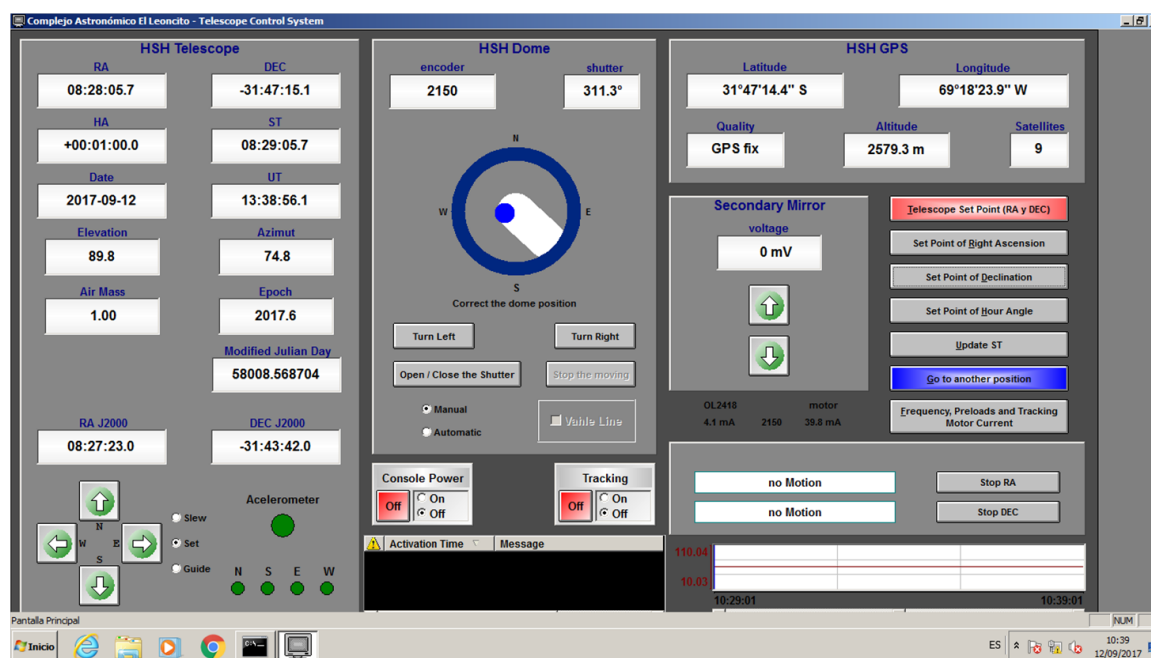 Complejo Astronómico El Leoncito - Telescope Control System
HSH Telescope
RA
DEC
08:28:05.7
-31:47:15.1
HA
ST
+00:01:00.0
08:29:05.7
Date
UT
2017-09-12
13:38:56.1
Elevation
Azimut
89.8
74.8
Air Mass
Epoch
1.00
2017.6
Modified Julian Day
58008.568704
RA J2000
DEC J2000
08:27:23.0
-31:43:42.0
N
W E
S
Slew
Set
Guide
Acelerometer
N S E W
HSH Dome
encoder
shutter
2150
311.3°
N
W
E
S
Correct the dome position
Turn Left
Turn Right
Open / Close the Shutter
Stop the moving
Manual
Automatic
Vahle Line
Console Power
Off
On
Off
Tracking
Off
On
Off
Activation Time
Message
HSH GPS
Latitude
Longitude
31°47'14.4" S
69°18'23.9" W
Quality
Altitude
Satellites
GPS fix
2579.3 m
9
Secondary Mirror
voltage
0 mV
OL2418
motor
4.1 mA
2150
39.8 mA
Telescope Set Point (RA y DEC)
Set Point of Right Ascension
Set Point of Declination
Set Point of Hour Angle
Update ST
Go to another position
Frequency, Preloads and Tracking
Motor Current
no Motion
Stop RA
no Motion
Stop DEC
110.04
10.03
10:29:01
10:39:01
Pantalla Principal
NUM
Inicio
ES
10:39
12/09/2017